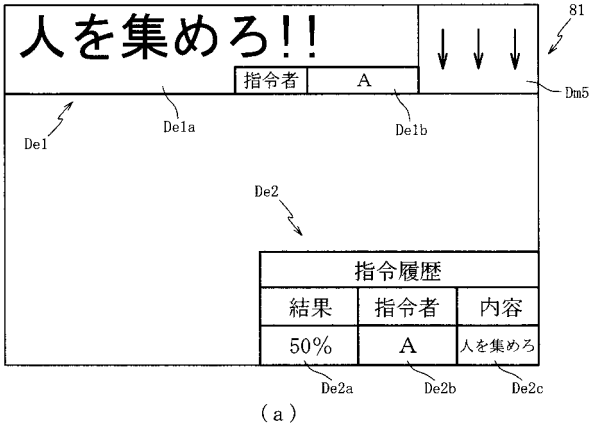 人を集めろ!!
指令者 A
81
Dm5
De1
De1a
De1b
De2
指令履歴
結果 指令者 内容
50% A 人を集めろ
De2a De2b De2c
(a)